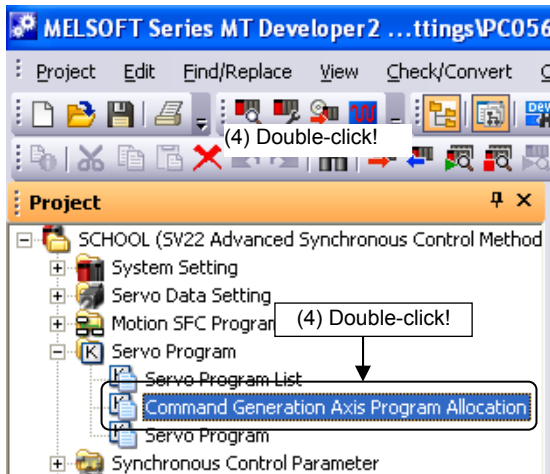 MELSOFT Series MT Developer2 ...ttings\PC056
Project Edit Find/Replace View Check/Convert
(4) Double-click!
Project
SCHOOL (SV22 Advanced Synchronous Control Method
System Setting
Servo Data Setting
Motion SFC Program
(4) Double-click!
Servo Program
Servo Program List
Command Generation Axis Program Allocation
Servo Program
Synchronous Control Parameter